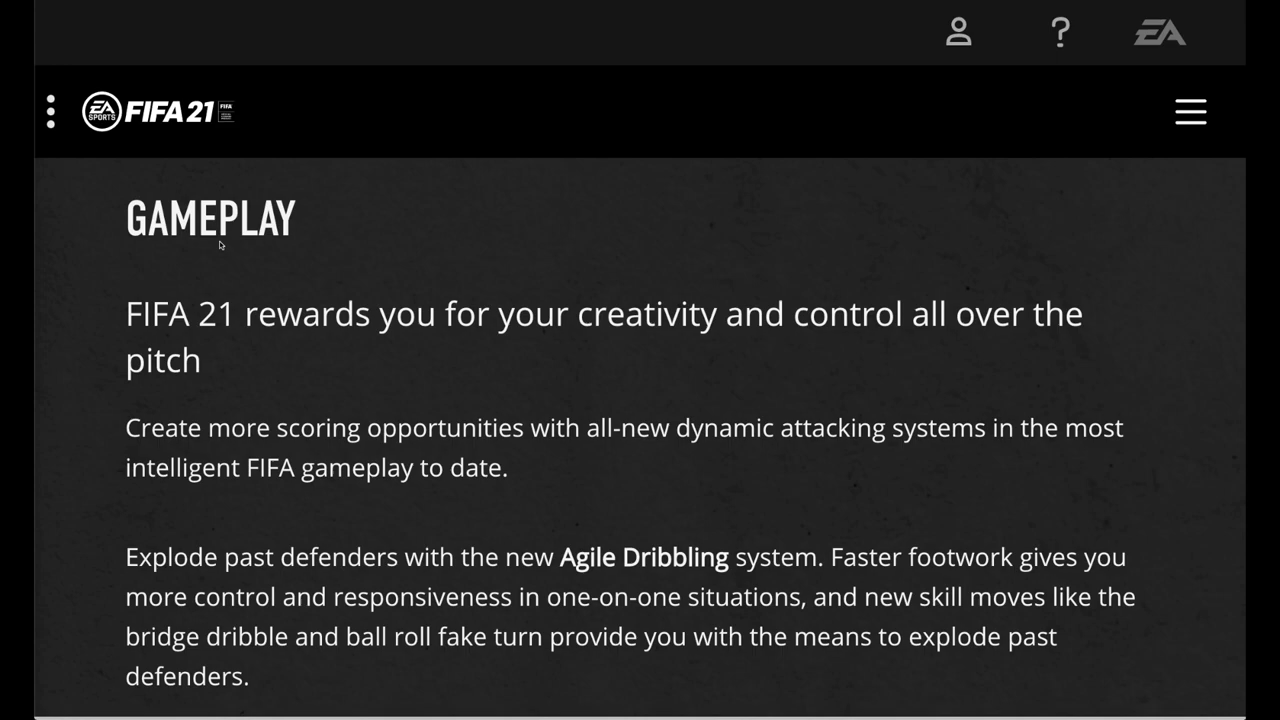 ?
EA
EA
SPORTS
FIFA 21
FIFA
GAMEPLAY
FIFA 21 rewards you for your creativity and control all over the
pitch
Create more scoring opportunities with all-new dynamic attacking systems in the most
intelligent FIFA gameplay to date.
Explode past defenders with the new Agile Dribbling system. Faster footwork gives you
more control and responsiveness in one-on-one situations, and new skill moves like the
bridge dribble and ball roll fake turn provide you with the means to explode past
defenders.